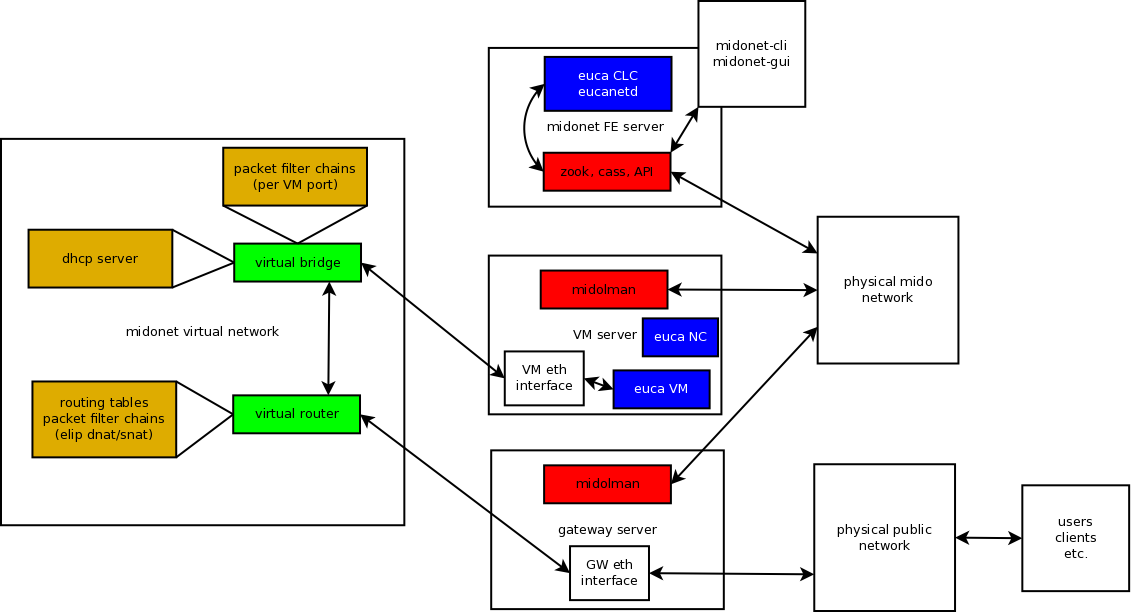 midonet-cli
midonet-gui
euca CLC
eucanetd
midonet FE server
zook, cass, API
packet filter chains
(per VM port)
dhcp server
virtual bridge
midonet virtual network
routing tables
packet filter chains
(elip dnat/snat)
virtual router
midolman
VM server
euca NC
VM eth
interface
euca VM
physical mido
network
midolman
gateway server
GW eth
interface
physical public
network
users
clients
etc.